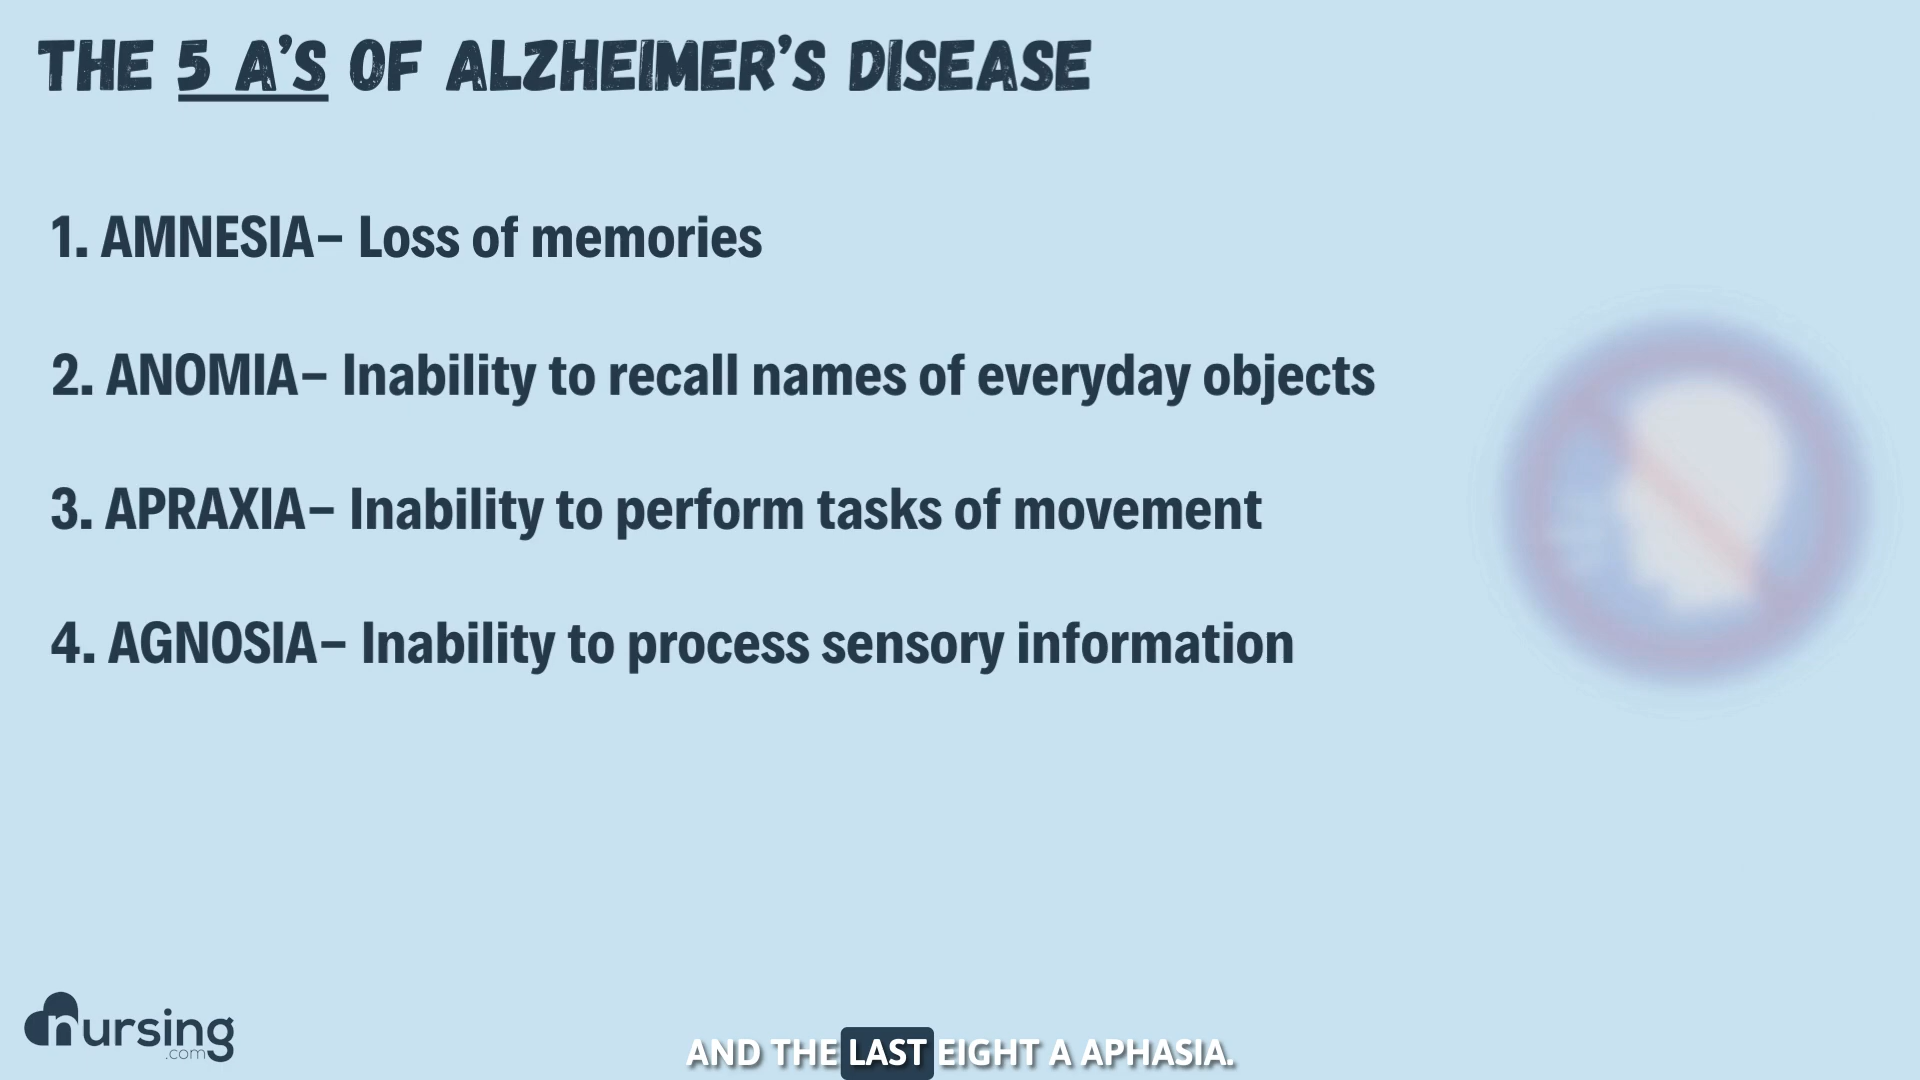 THE 5 A'S OF ALZHEIMER'S DISEASE
1. AMNESIA– Loss of memories
2. ANOMIA– Inability to recall names of everyday objects
3. APRAXIA– Inability to perform tasks of movement
4. AGNOSIA– Inability to process sensory information
nursing
.com
AND THE LAST EIGHT A APHASIA.